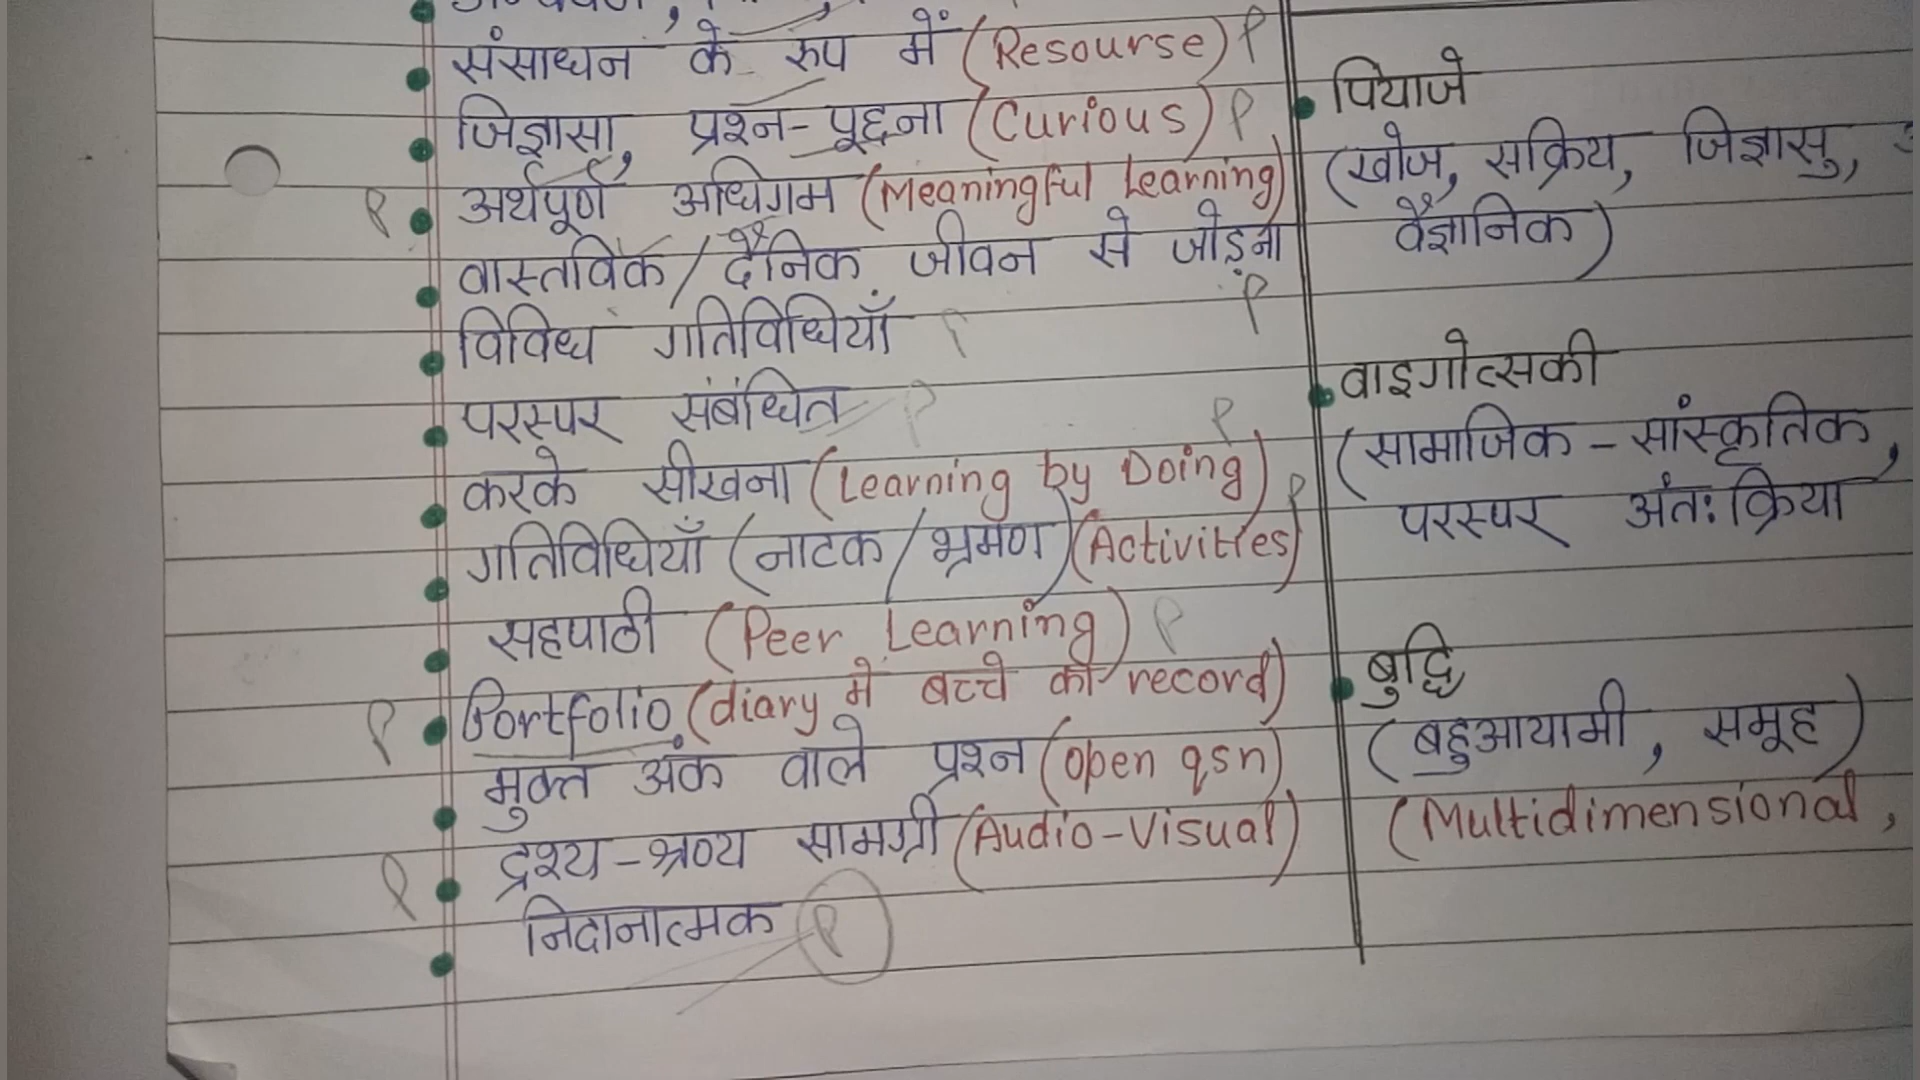 संसाधन के रुप में (Resourse) P
जिज्ञासा, प्रश्न-पूछना (Curious) P
P अर्थपूर्ण अधिगम (Meaningful Learning)
वास्तविक / दैनिक जीवन से जोड़ना P
विविध गतिविधियाँ P
परस्पर संबंधित P
करके सीखना (Learning by Doing) P
गतिविधियाँ (नाटक / भ्रमण) (Activities) P
सहपाठी (Peer Learning) P
P Portfolio (diary में बच्चे का record)
मुक्त अंक वाले प्रश्न (open qsn)
P द्रश्य-श्रव्य सामग्री (Audio-Visual)
निदानात्मक P
पियाजे
(खोज, सक्रिय, जिज्ञासु,
वैज्ञानिक)
वाइगोत्सकी
(सामाजिक - सांस्कृतिक,
परस्पर अंतः क्रिया
बुद्धि
(बहुआयामी, समूह)
(Multidimensional,